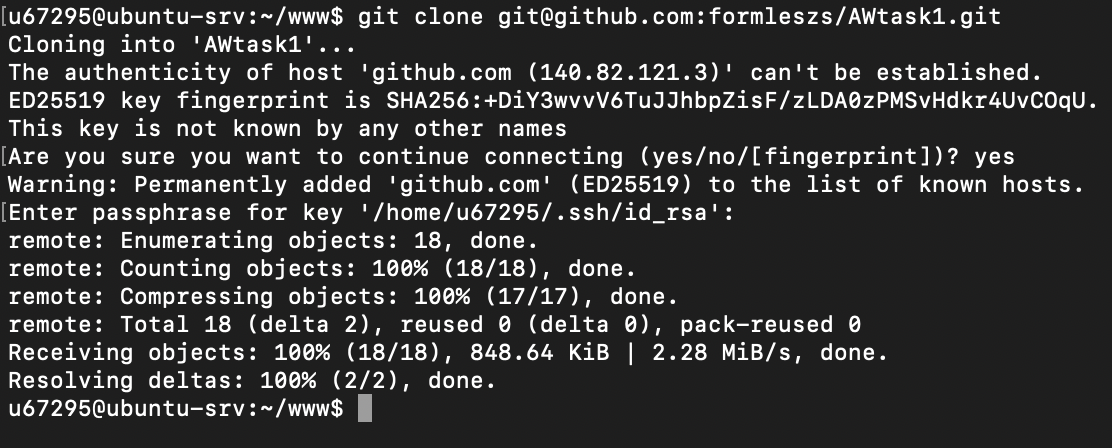 [u67295@ubuntu-srv:~/www$ git clone git@github.com:formleszs/AWtask1.git
Cloning into 'AWtask1'...
The authenticity of host 'github.com (140.82.121.3)' can't be established.
ED25519 key fingerprint is SHA256:+DiY3wvvV6TuJJhbpZisF/zLDA0zPMSvHdkr4UvCOqU.
This key is not known by any other names
[Are you sure you want to continue connecting (yes/no/[fingerprint])? yes
Warning: Permanently added 'github.com' (ED25519) to the list of known hosts.
[Enter passphrase for key '/home/u67295/.ssh/id_rsa':
remote: Enumerating objects: 18, done.
remote: Counting objects: 100% (18/18), done.
remote: Compressing objects: 100% (17/17), done.
remote: Total 18 (delta 2), reused 0 (delta 0), pack-reused 0
Receiving objects: 100% (18/18), 848.64 KiB | 2.28 MiB/s, done.
Resolving deltas: 100% (2/2), done.
u67295@ubuntu-srv:~/www$